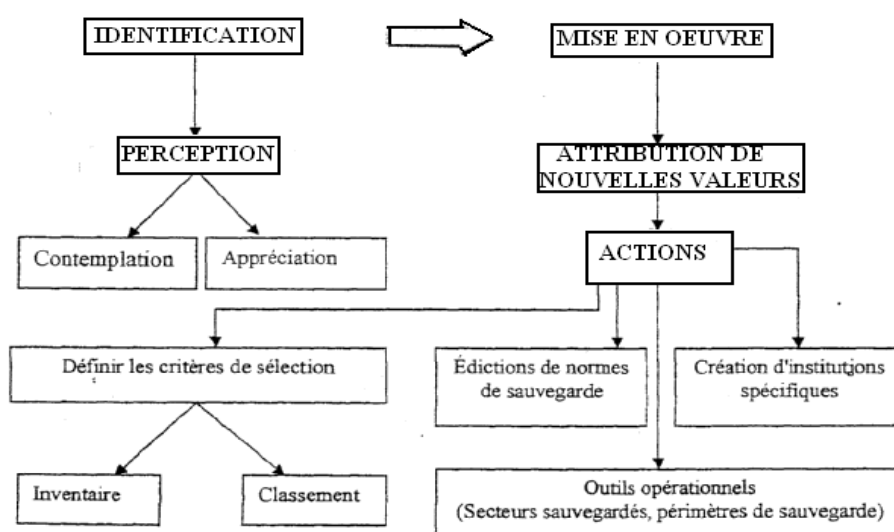 IDENTIFICATION
MISE EN OEUVRE
PERCEPTION
ATTRIBUTION DE
NOUVELLES VALEURS
Contemplation
Appréciation
ACTIONS
Définir les critères de sélection
Édictions de normes
de sauvegarde
Création d'institutions
spécifiques
Inventaire
Classement
Outils opérationnels
(Secteurs sauvegardés, périmètres de sauvegarde)